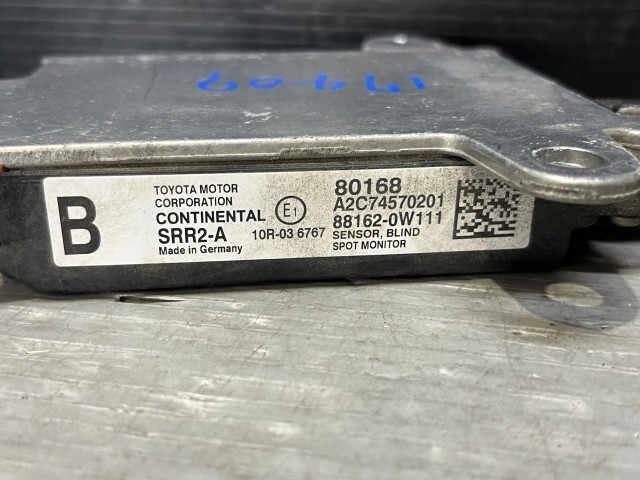 B
TOYOTA MOTOR
CORPORATION
CONTINENTAL
SRR2-A
Made in Germany
E1
10R-03 6767
80168
A2C74570201
88162-0W111
SENSOR, BLIND
SPOT MONITOR